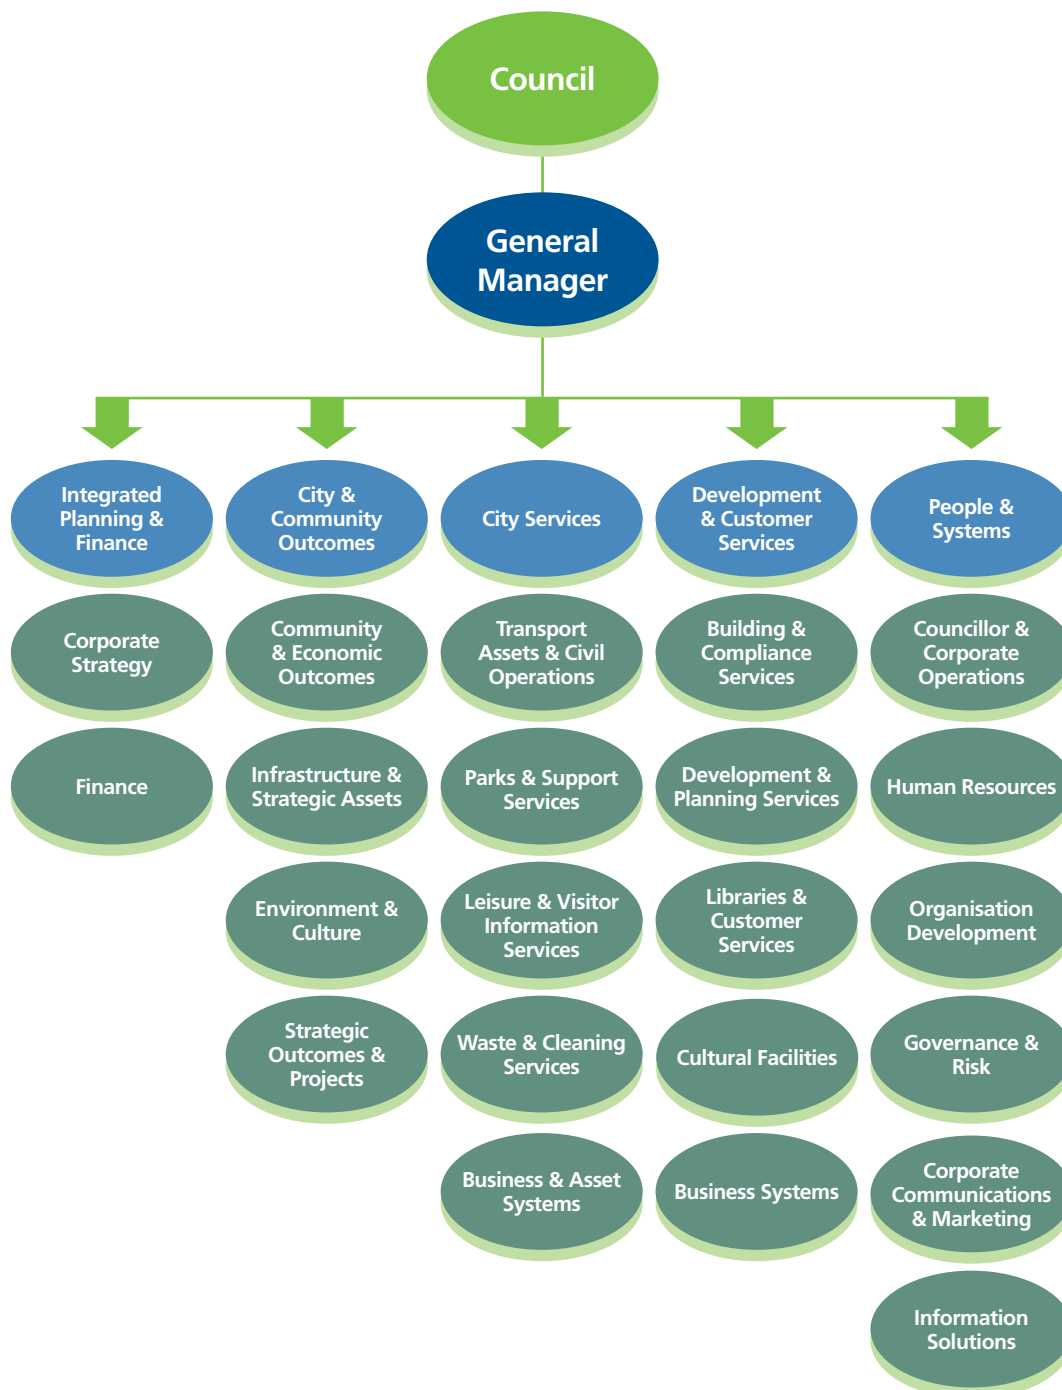 Council
General
Manager
Integrated
Planning &
Finance
City &
Community
Outcomes
City Services
Development
& Customer
Services
People &
Systems
Corporate
Strategy
Community
& Economic
Outcomes
Transport
Assets & Civil
Operations
Building &
Compliance
Services
Councillor &
Corporate
Operations
Finance
Infrastructure &
Strategic Assets
Parks & Support
Services
Development &
Planning Services
Human Resources
Environment &
Culture
Leisure & Visitor
Information
Services
Libraries &
Customer
Services
Organisation
Development
Strategic
Outcomes &
Projects
Waste & Cleaning
Services
Cultural Facilities
Governance &
Risk
Business & Asset
Systems
Business Systems
Corporate
Communications
& Marketing
Information
Solutions